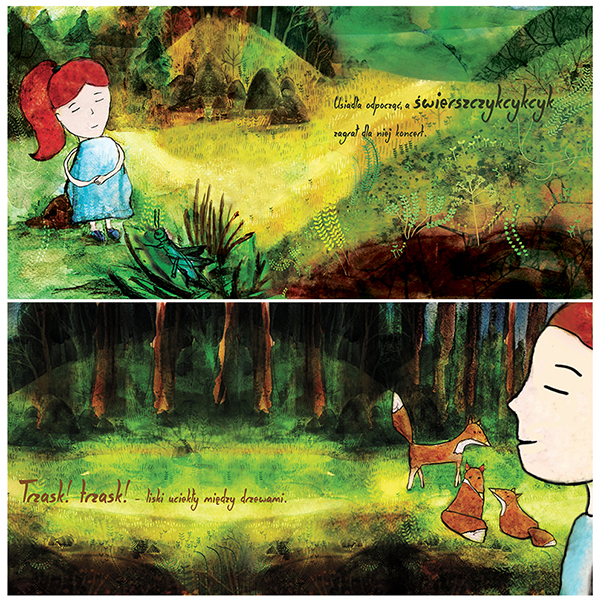 Usiadła odpocząć, a świerszczykcykcyk
zagrał dla niej koncert.
Trzask! trzask! – liski uciekły między drzewami.